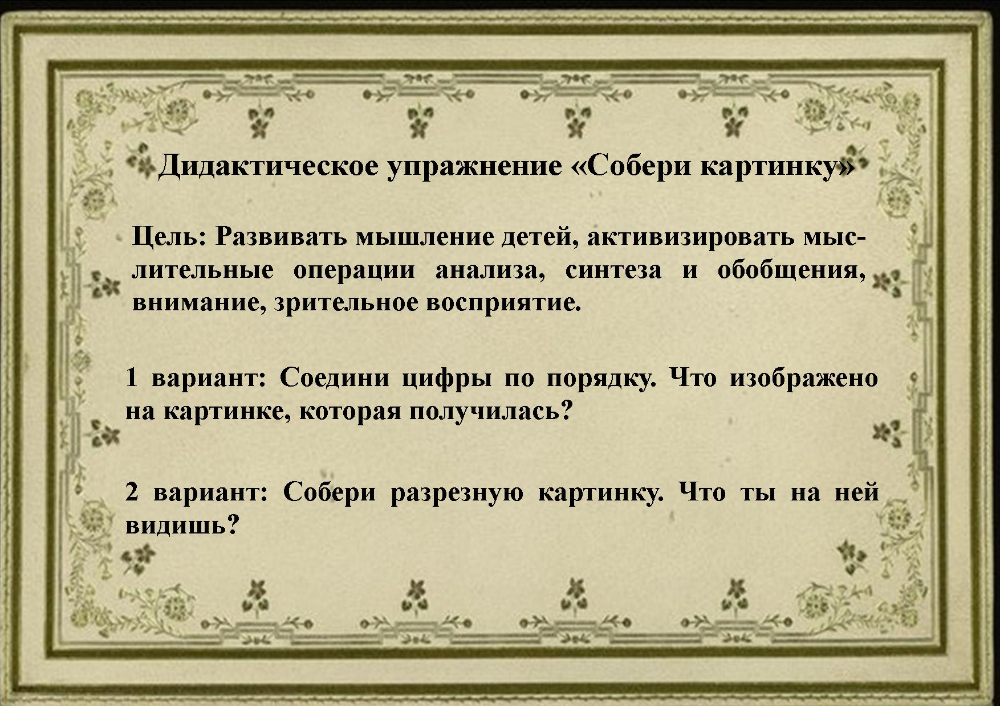 Дидактическое упражнение «Собери картинку»
Цель: Развивать мышление детей, активизировать мыс-
лительные операции анализа, синтеза и обобщения,
внимание, зрительное восприятие.
1 вариант: Соедини цифры по порядку. Что изображено
на картинке, которая получилась?
2 вариант: Собери разрезную картинку. Что ты на ней
видишь?